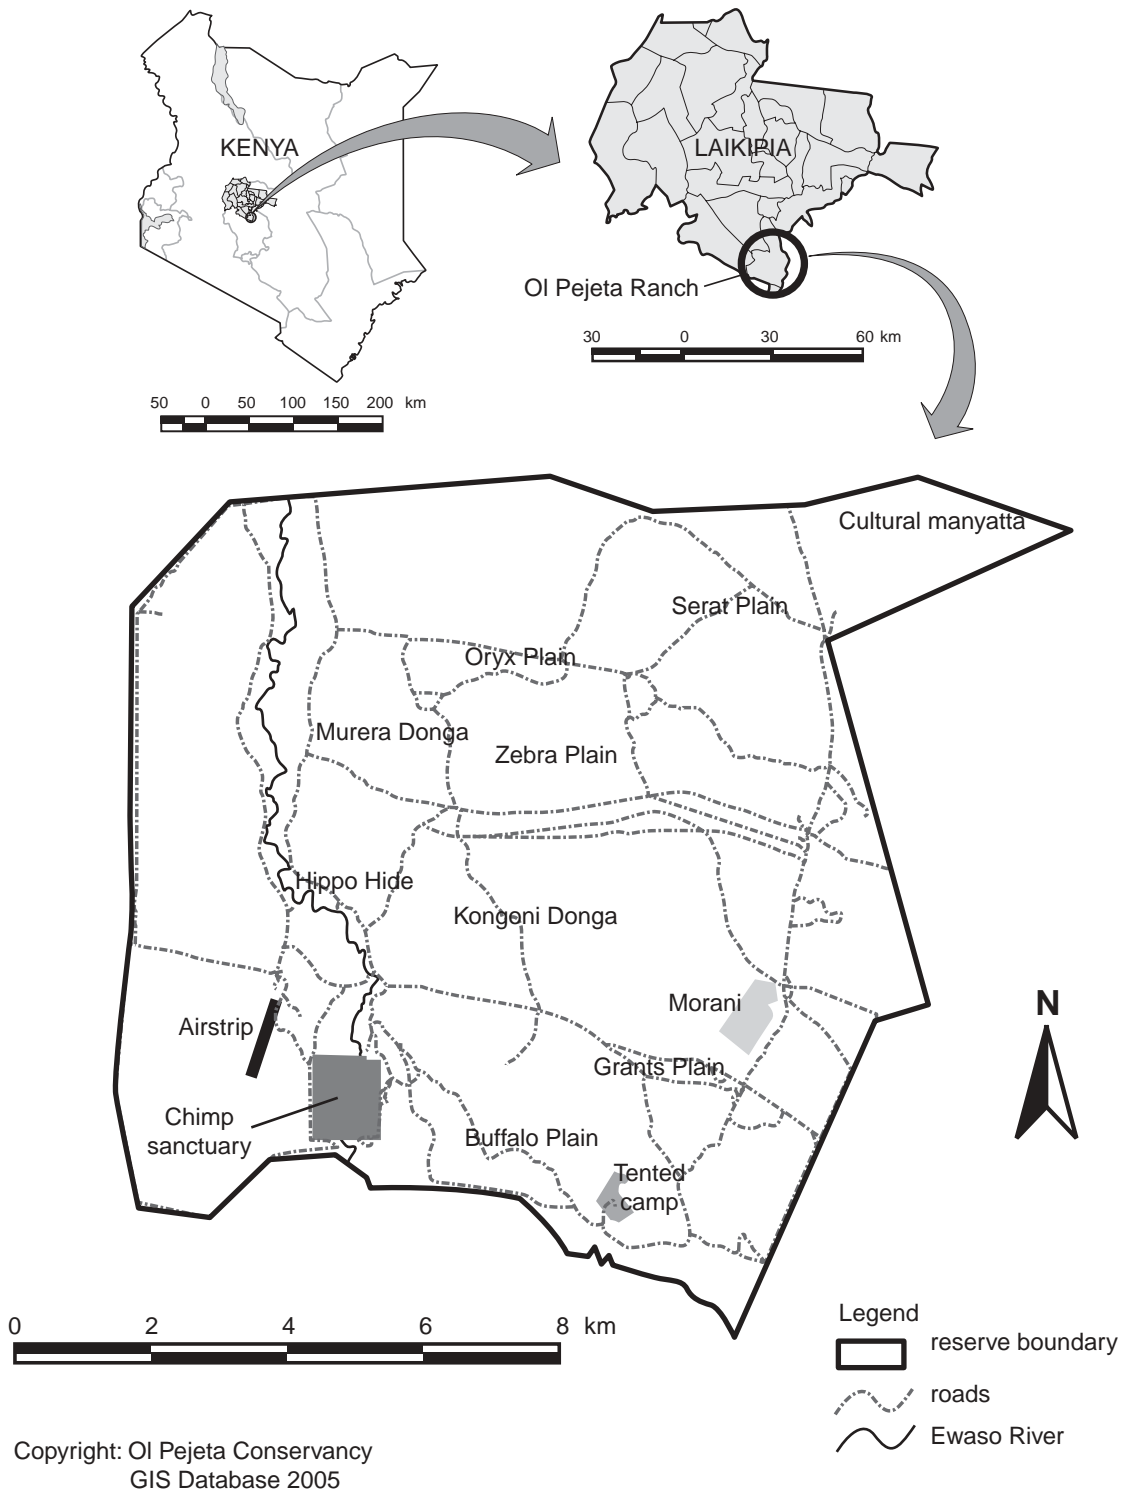 KENYA
LAIKIPIA
Ol Pejeta Ranch
30 0 30 60 km
50 0 50 100 150 200 km
Cultural manyatta
Serat Plain
Oryx Plain
Murera Donga
Zebra Plain
Hippo Hide
Kongoni Donga
Morani
N
Airstrip
Grants Plain
Chimp
sanctuary
Buffalo Plain
Tented
camp
0 2 4 6 8 km
Legend
reserve boundary
roads
Ewaso River
Copyright: Ol Pejeta Conservancy
GIS Database 2005